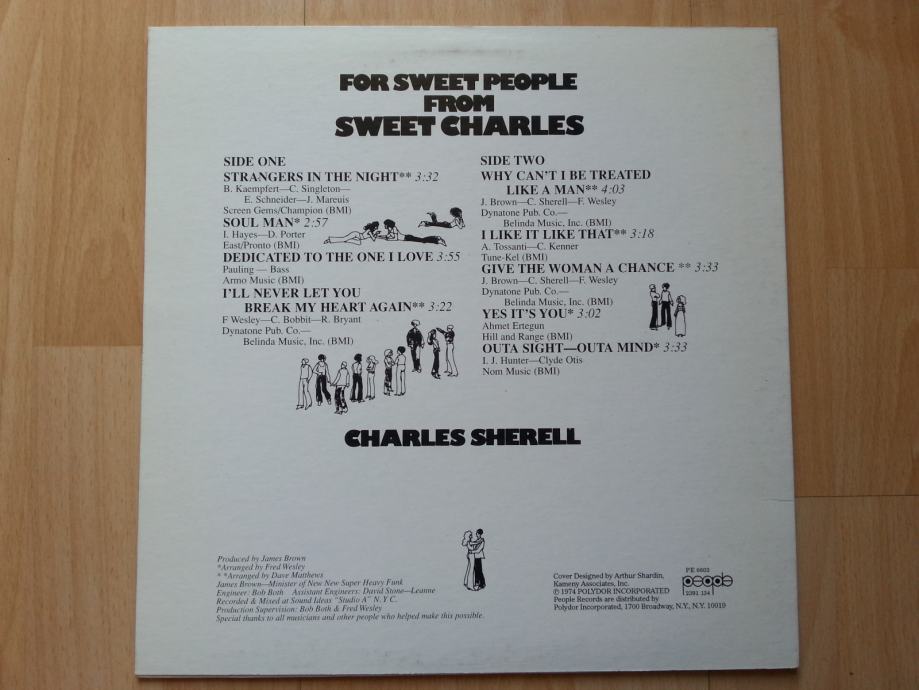 FOR SWEET PEOPLE
FROM
SWEET CHARLES
SIDE ONE
STRANGERS IN THE NIGHT** 3:32
B. Kaempfert—C. Singleton—
E. Schneider—J. Mareuis
Screen Gems/Champion (BMI)
SOUL MAN* 2:57
I. Hayes—D. Porter
East/Pronto (BMI)
DEDICATED TO THE ONE I LOVE 3:55
Pauling — Bass
Armo Music (BMI)
I'LL NEVER LET YOU
BREAK MY HEART AGAIN** 3:22
F Wesley—C. Bobbit—R. Bryant
Dynatone Pub. Co.—
Belinda Music, Inc. (BMI)
SIDE TWO
WHY CAN'T I BE TREATED
LIKE A MAN** 4:03
J. Brown—C. Sherell—F. Wesley
Dynatone Pub. Co.—
Belinda Music, Inc. (BMI)
I LIKE IT LIKE THAT** 3:18
A. Tossanti—C. Kenner
Tune-Kel (BMI)
GIVE THE WOMAN A CHANCE ** 3:33
J. Brown—C. Sherell—F. Wesley
Dynatone Pub. Co.—
Belinda Music, Inc. (BMI)
YES IT'S YOU* 3:02
Ahmet Ertegun
Hill and Range (BMI)
OUTA SIGHT—OUTA MIND* 3:33
I. J. Hunter—Clyde Otis
Nom Music (BMI)
CHARLES SHERELL
Produced by James Brown
*Arranged by Fred Wesley
* *Arranged by Dave Matthews
James Brown—Minister of New New Super Heavy Funk
Engineer: Bob Both Assistant Engineers: David Stone—Leanne
Recorded & Mixed at Sound Ideas "Studio A" N.Y C.
Production Supervision: Bob Both & Fred Wesley
Special thanks to all musicians and other people who helped make this possible.
Cover Designed by Arthur Shardin,
Kameny Associates, Inc.
℗ 1974 POLYDOR INCORPORATED
People Records are distributed by
Polydor Incorporated, 1700 Broadway, N.Y., N.Y. 10019
PE 6603
people
2391 134